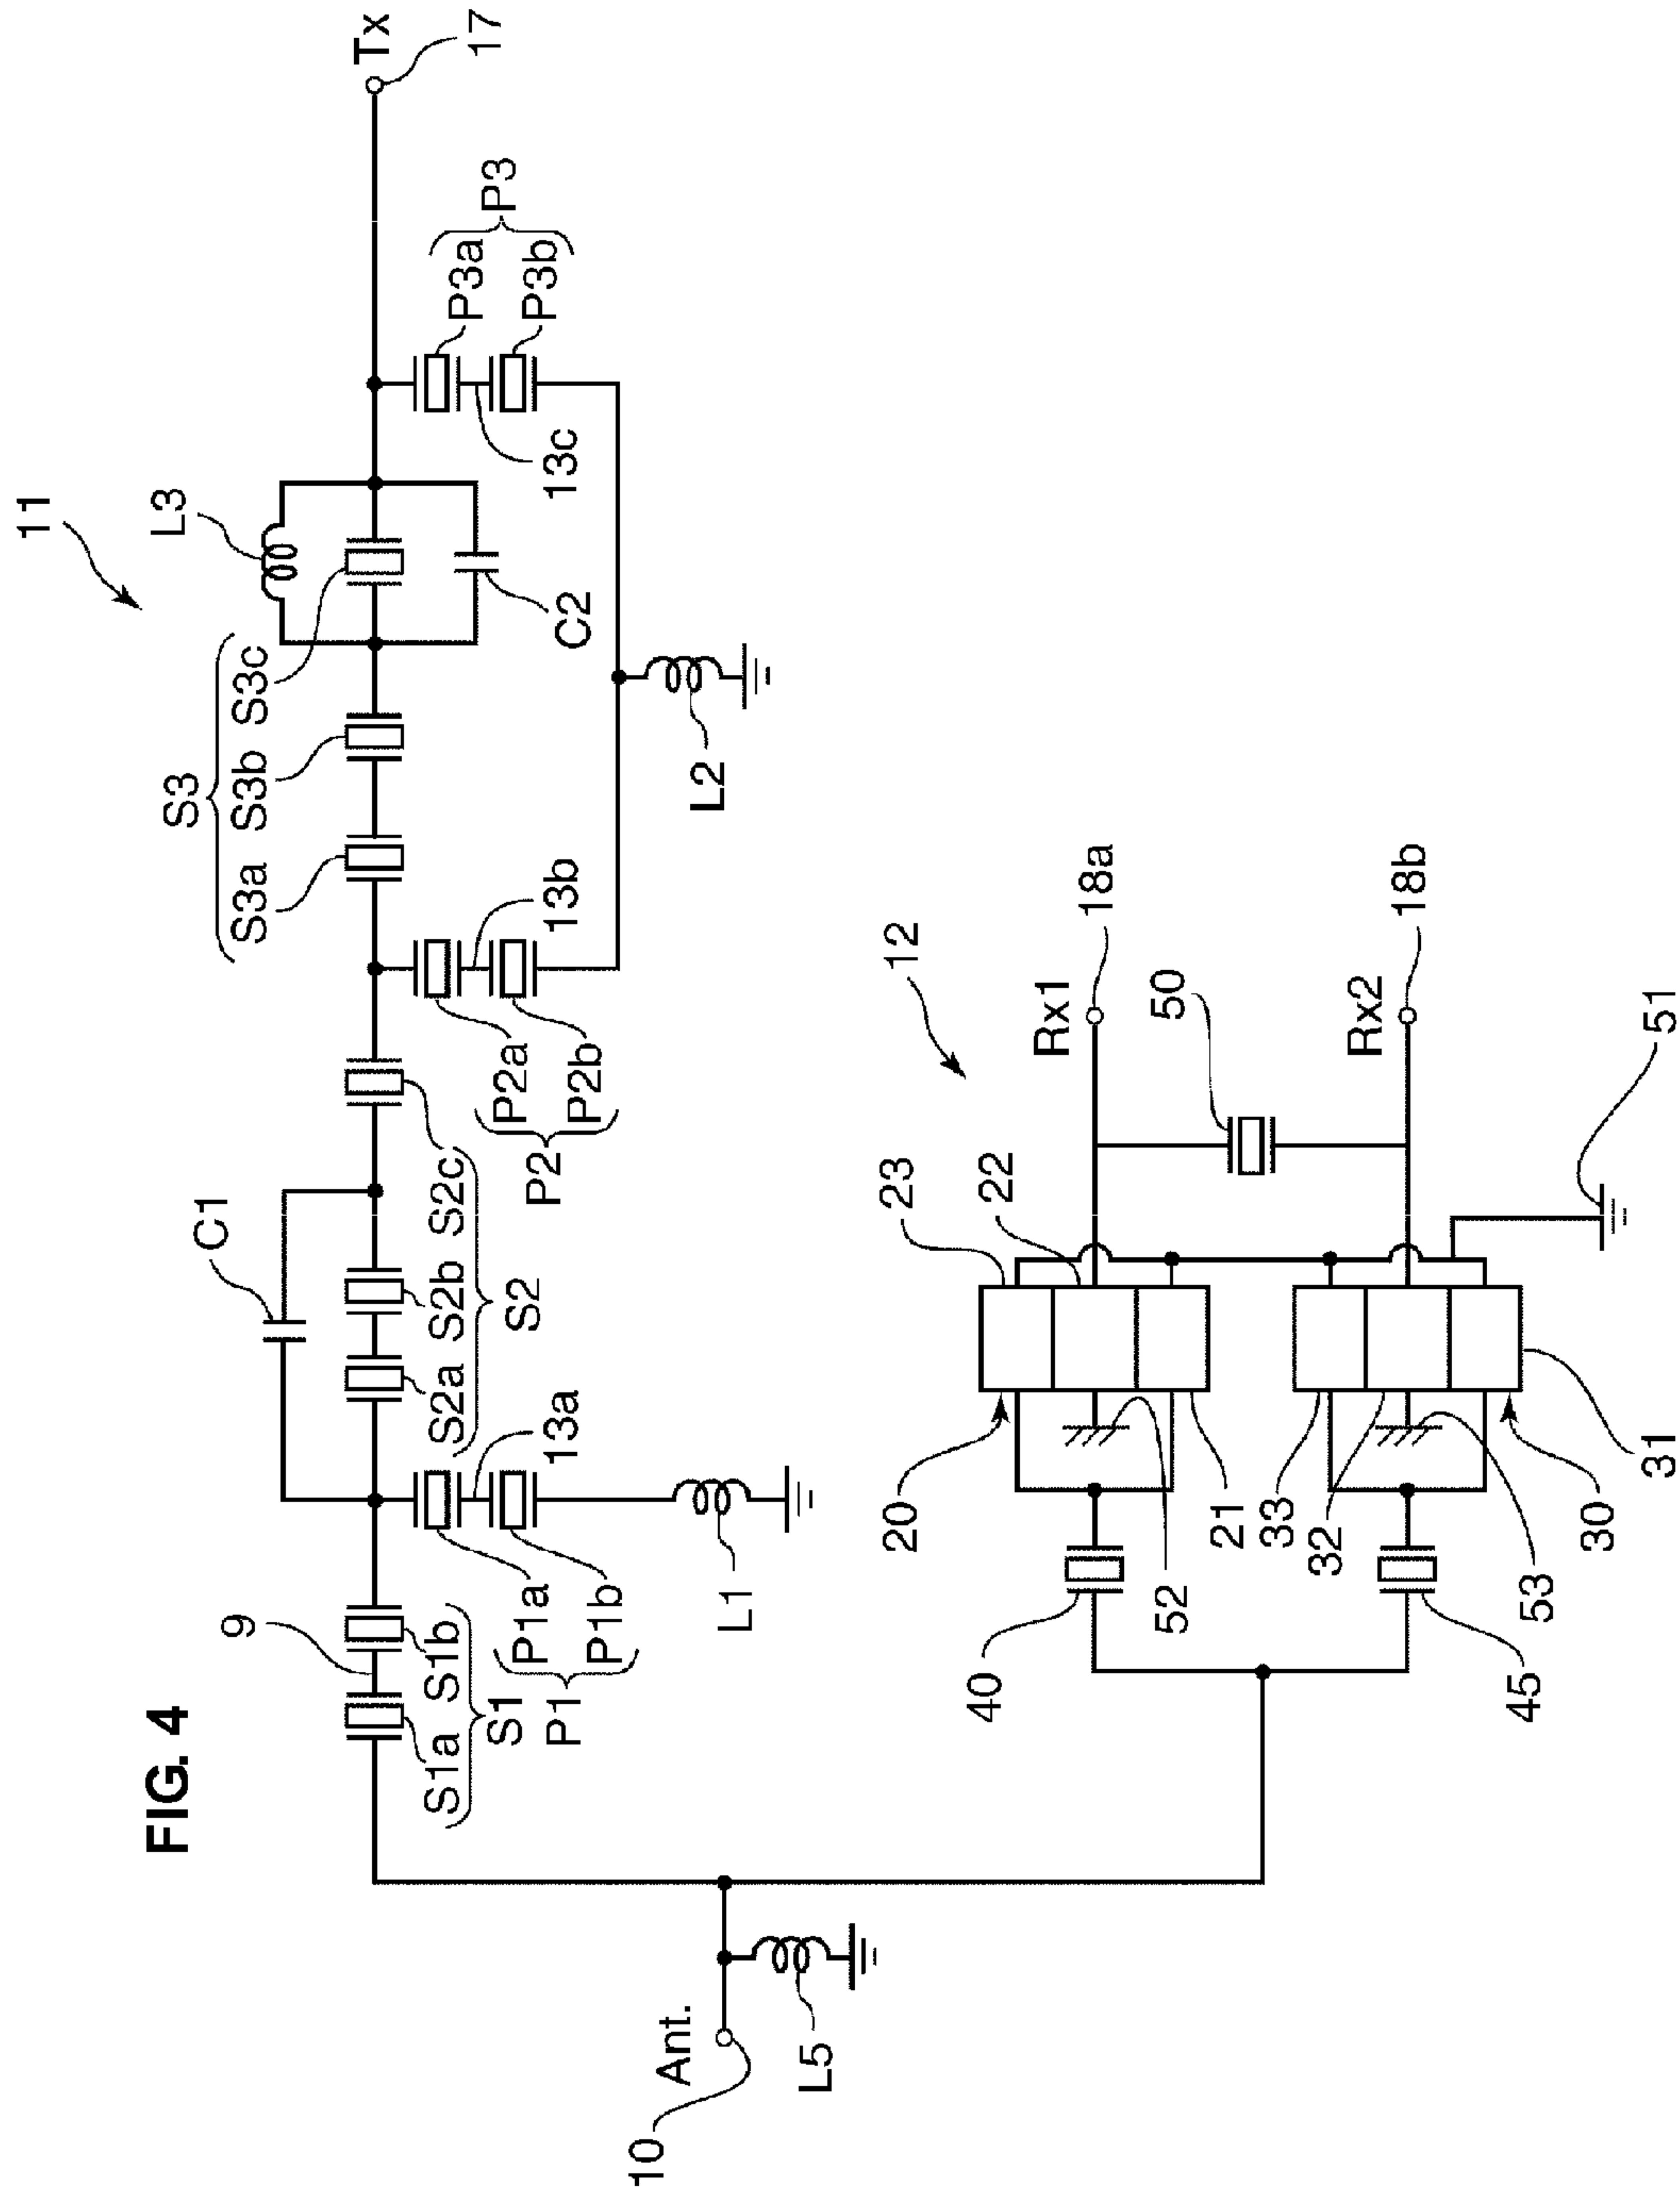 FIG. 4
11
9
C1
S3
L3
Tx
17
S3a S3b S3c
S1a S1b
S1
S2a S2b S2c
S2
P1a
P1b
P1
13a
P2a
P2b
P2
13b
C2
13c
P3a
P3b
P3
L1
L2
Ant.
10
L5
12
40
20
23
22
Rx1
18a
52
21
50
33
32
Rx2
18b
45
53
30
31
51